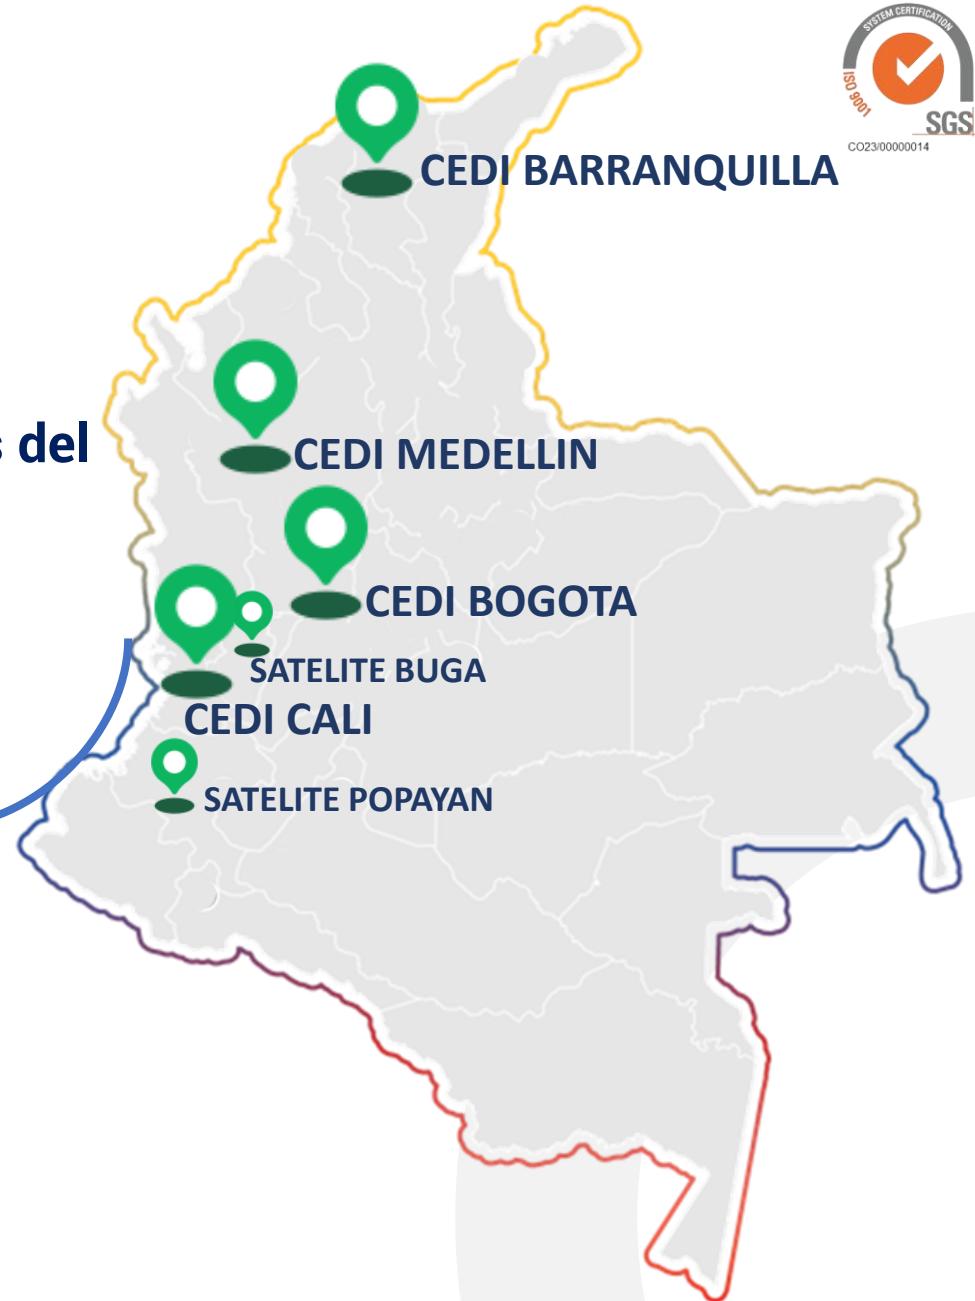 SYSTEM CERTIFICATION
ISO 9001
SGS
CO23/00000014
CEDI BARRANQUILLA
s del
CEDI MEDELLIN
CEDI BOGOTA
SATELITE BUGA
CEDI CALI
SATELITE POPAYAN